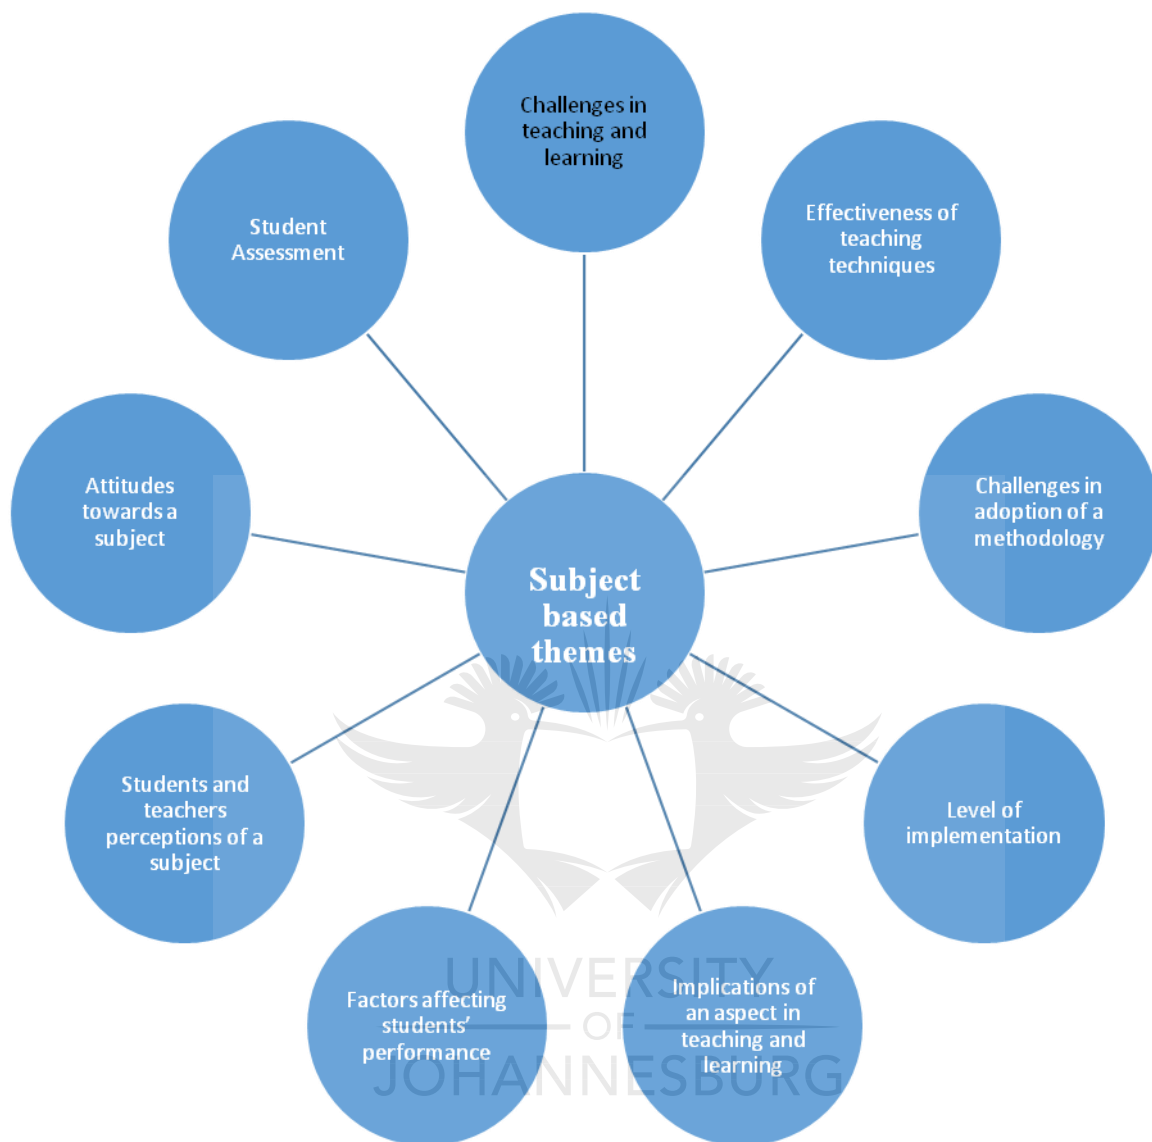 Challenges in
teaching and
learning
Effectiveness of
teaching
techniques
Challenges in
adoption of a
methodology
Level of
implementation
Implications of
an aspect in
teaching and
learning
Factors affecting
students’
performance
Students and
teachers
perceptions of a
subject
Attitudes
towards a
subject
Student
Assessment
Subject
based
themes
UNIVERSITY
OF
JOHANNESBURG